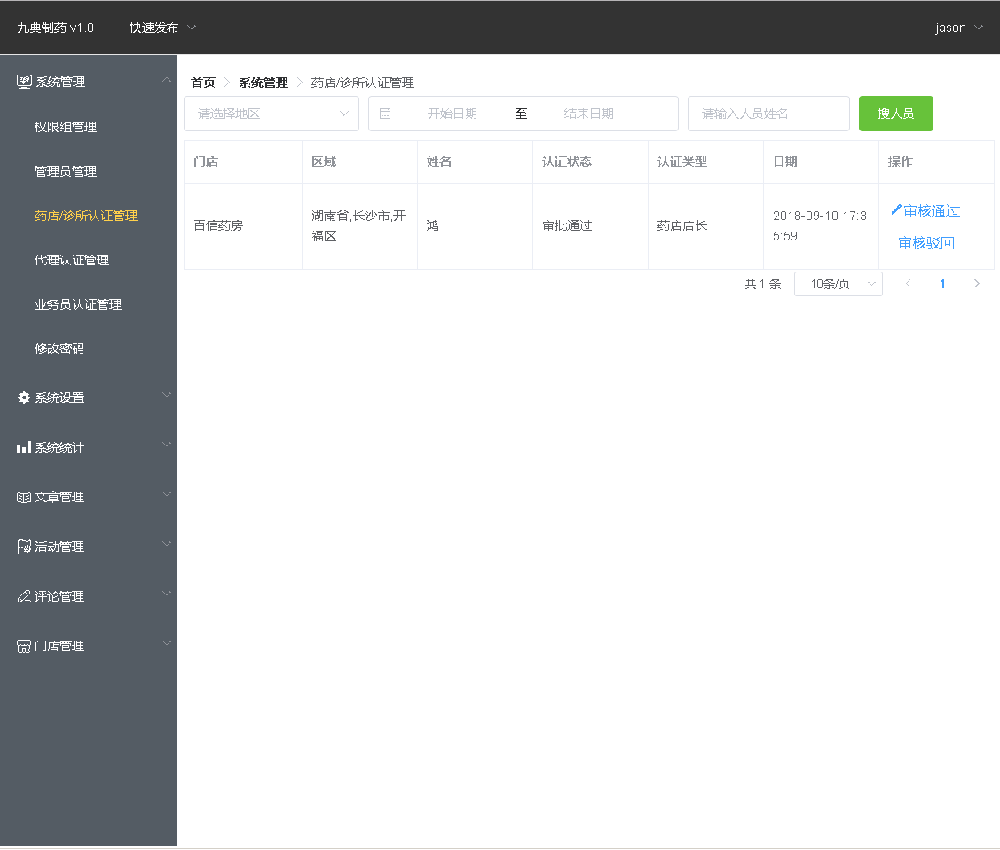 九典制药 v1.0 快速发布 jason
系统管理
权限组管理
管理员管理
药店/诊所认证管理
代理认证管理
业务员认证管理
修改密码
系统设置
系统统计
文章管理
活动管理
评论管理
门店管理
首页 系统管理 药店/诊所认证管理
请选择地区 开始日期 至 结束日期 请输入人员姓名 搜人员
门店 区域 姓名 认证状态 认证类型 日期 操作
百信药房 湖南省,长沙市,开 鸿 审批通过 药店店长 2018-09-10 17:3 审核通过
福区 5:59 审核驳回
共 1 条 10条/页 1